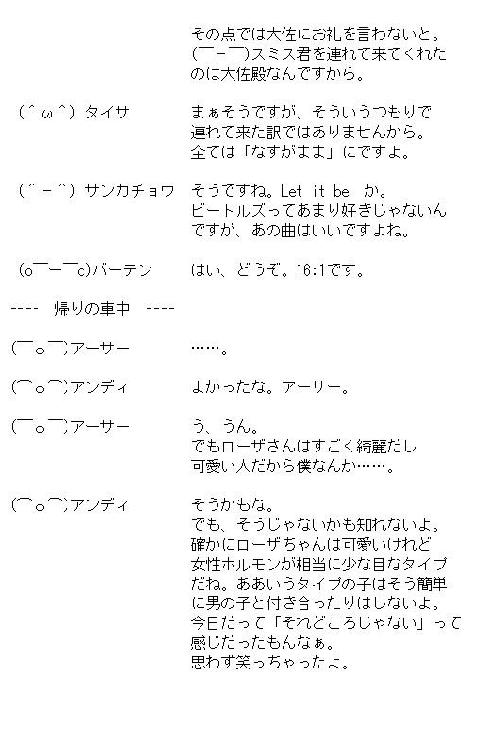 その点では大佐にお礼を言わないと。
(￣－￣)スミス君を連れて来てくれた
のは大佐殿なんですから。
(＾ω＾) タイサ　まぁそうですが、そういうつもりで
連れて来た訳ではありませんから。
全ては「なすがまま」にですよ。
(￣－￣) サンカチョウ　そうですね。Let it be か。
ビートルズってあまり好きじゃないん
ですが、あの曲はいいですよね。
(o￣ー￣o)バーテン　はい、どうぞ。16:1です。
---- 帰りの車中 ----
(￣o￣)アーサー　……。
(⌒o⌒)アンディ　よかったな。アーリー。
(￣o￣)アーサー　う、うん。
でもローザさんはすごく綺麗だし
可愛い人だから僕なんか……。
(⌒o⌒)アンディ　そうかもな。
でも、そうじゃないかも知れないよ。
確かにローザちゃんは可愛いけれど
女性ホルモンが相当に少な目なタイプ
だね。ああいうタイプの子はそう簡単
に男の子と付き合ったりはしないよ。
今日だって「それどころじゃない」って
感じだったもんなぁ。
思わず笑っちゃったよ。